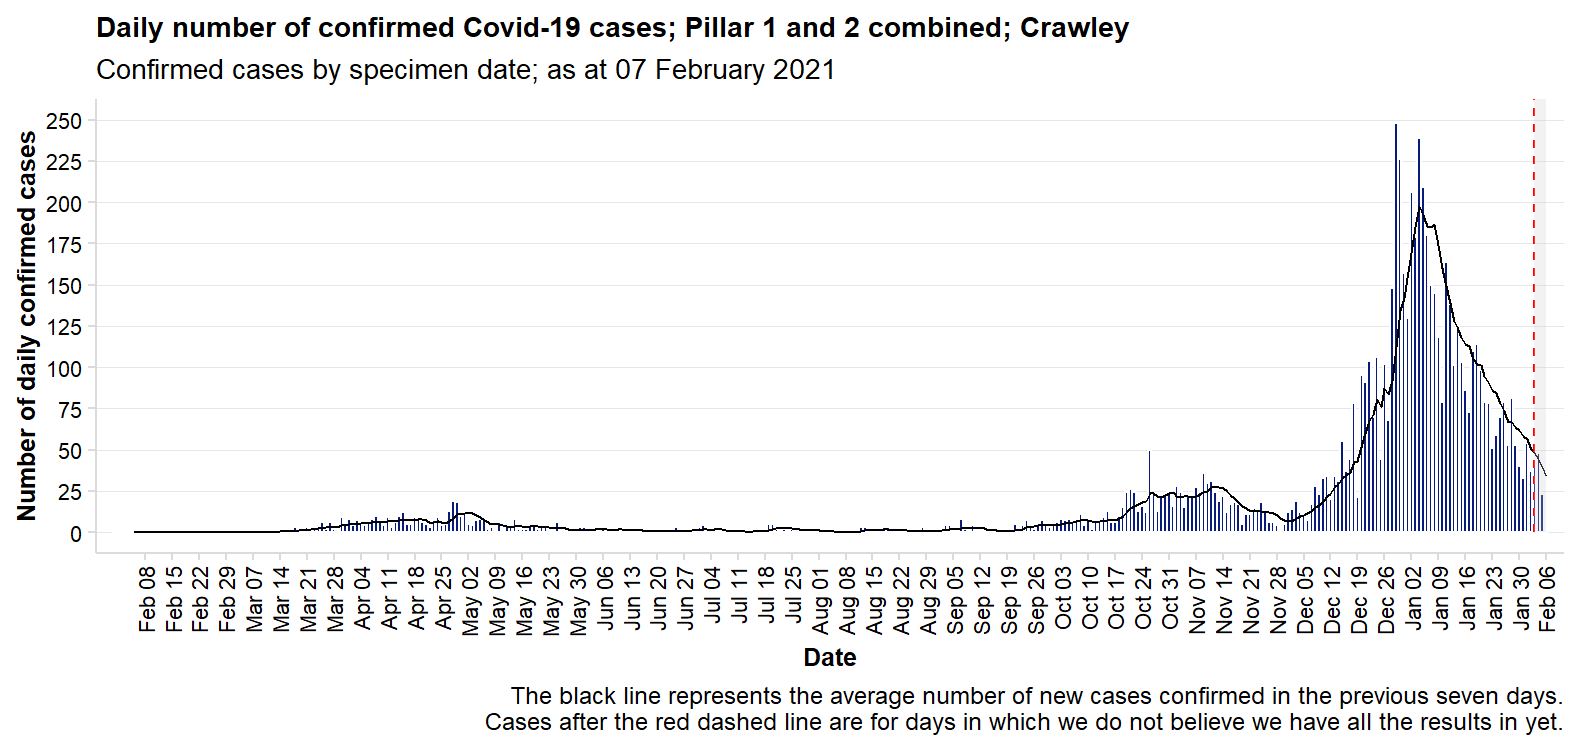 Daily number of confirmed Covid-19 cases; Pillar 1 and 2 combined; Crawley
Confirmed cases by specimen date; as at 07 February 2021
Number of daily confirmed cases
250
225
200
175
150
125
100
75
50
25
0
Feb 08
Feb 15
Feb 22
Feb 29
Mar 07
Mar 14
Mar 21
Mar 28
Apr 04
Apr 11
Apr 18
Apr 25
May 02
May 09
May 16
May 23
May 30
Jun 06
Jun 13
Jun 20
Jun 27
Jul 04
Jul 11
Jul 18
Jul 25
Aug 01
Aug 08
Aug 15
Aug 22
Aug 29
Sep 05
Sep 12
Sep 19
Sep 26
Oct 03
Oct 10
Oct 17
Oct 24
Oct 31
Nov 07
Nov 14
Nov 21
Nov 28
Dec 05
Dec 12
Dec 19
Dec 26
Jan 02
Jan 09
Jan 16
Jan 23
Jan 30
Feb 06
Date
The black line represents the average number of new cases confirmed in the previous seven days.
Cases after the red dashed line are for days in which we do not believe we have all the results in yet.